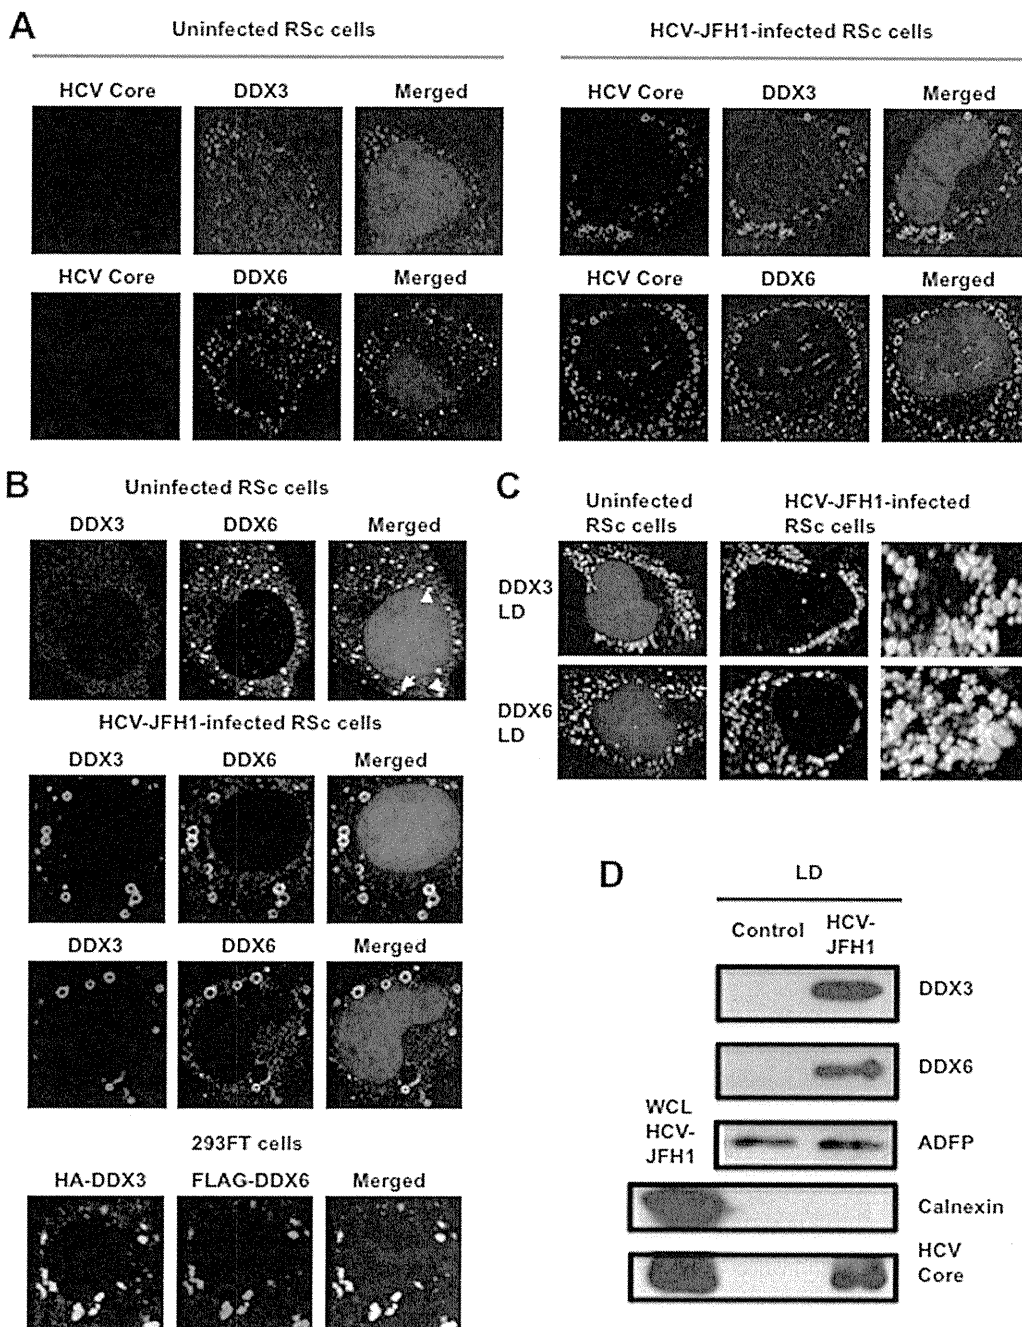 A
Uninfected RSc cells
HCV-JFH1-infected RSc cells
HCV Core DDX3 Merged
HCV Core DDX3 Merged
HCV Core DDX6 Merged
HCV Core DDX6 Merged
B
Uninfected RSc cells
DDX3 DDX6 Merged
HCV-JFH1-infected RSc cells
DDX3 DDX6 Merged
DDX3 DDX6 Merged
293FT cells
HA-DDX3 FLAG-DDX6 Merged
C
Uninfected
RSc cells
HCV-JFH1-infected
RSc cells
DDX3
LD
DDX6
LD
D
LD
Control
HCV-
JFH1
DDX3
DDX6
WCL
HCV-
JFH1
ADFP
Calnexin
HCV
Core